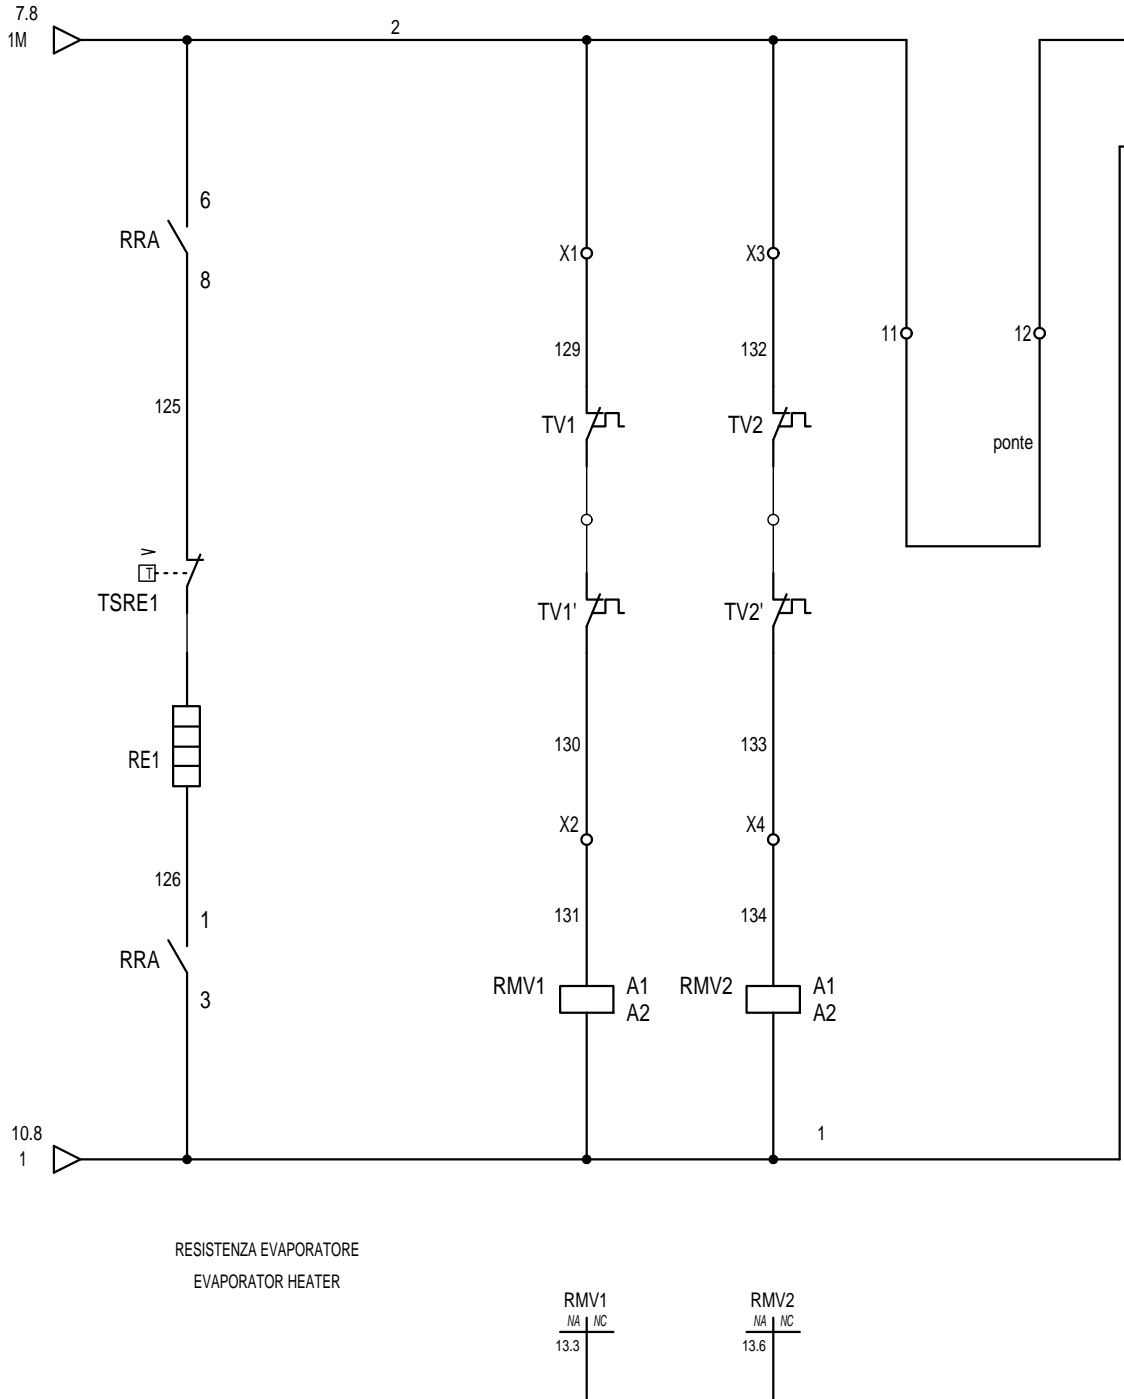 7.8
1M
2
6
RRA
8
X1
X3
11
12
129
132
125
TV1
TV2
ponte
T
TSRE1
TV1'
TV2'
RE1
130
133
X2
X4
126
1
131
134
RRA
3
RMV1
A1
A2
RMV2
A1
A2
10.8
1
1
RESISTENZA EVAPORATORE
EVAPORATOR HEATER
RMV1
NA NC
13.3
RMV2
NA NC
13.6